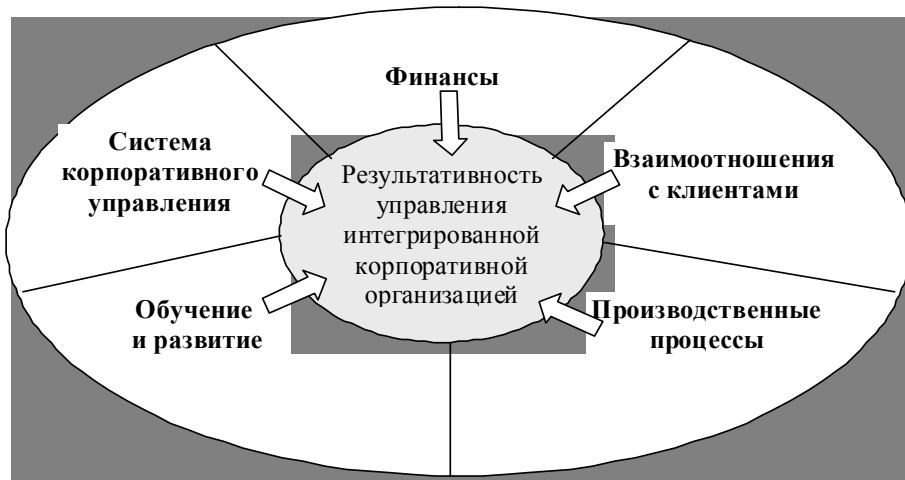 Финансы
Система
корпоративного
управления
Взаимоотношения
с клиентами
Результативность
управления
интегрированной
корпоративной
организацией
Обучение
и развитие
Производственные
процессы